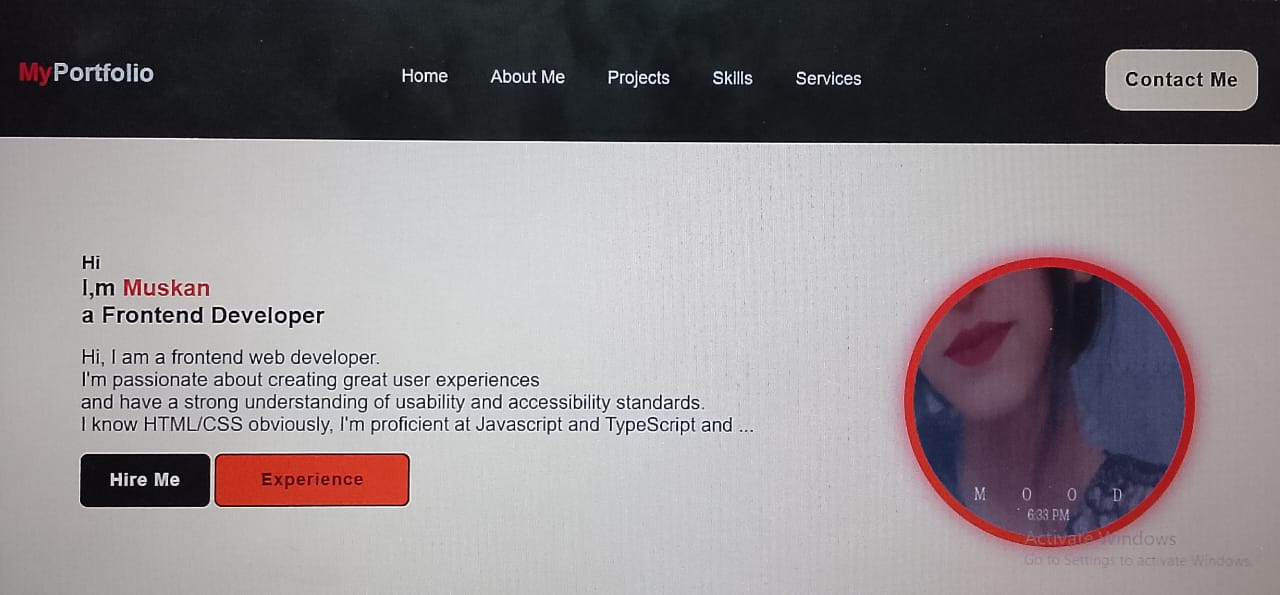 MyPortfolio
Home About Me Projects Skills Services
Contact Me
Hi
I,m Muskan
a Frontend Developer
Hi, I am a frontend web developer.
I'm passionate about creating great user experiences
and have a strong understanding of usability and accessibility standards.
I know HTML/CSS obviously, I'm proficient at Javascript and TypeScript and ...
Hire Me Experience
M O O D
6:33 PM
Activate Windows
Go to Settings to activate Windows.